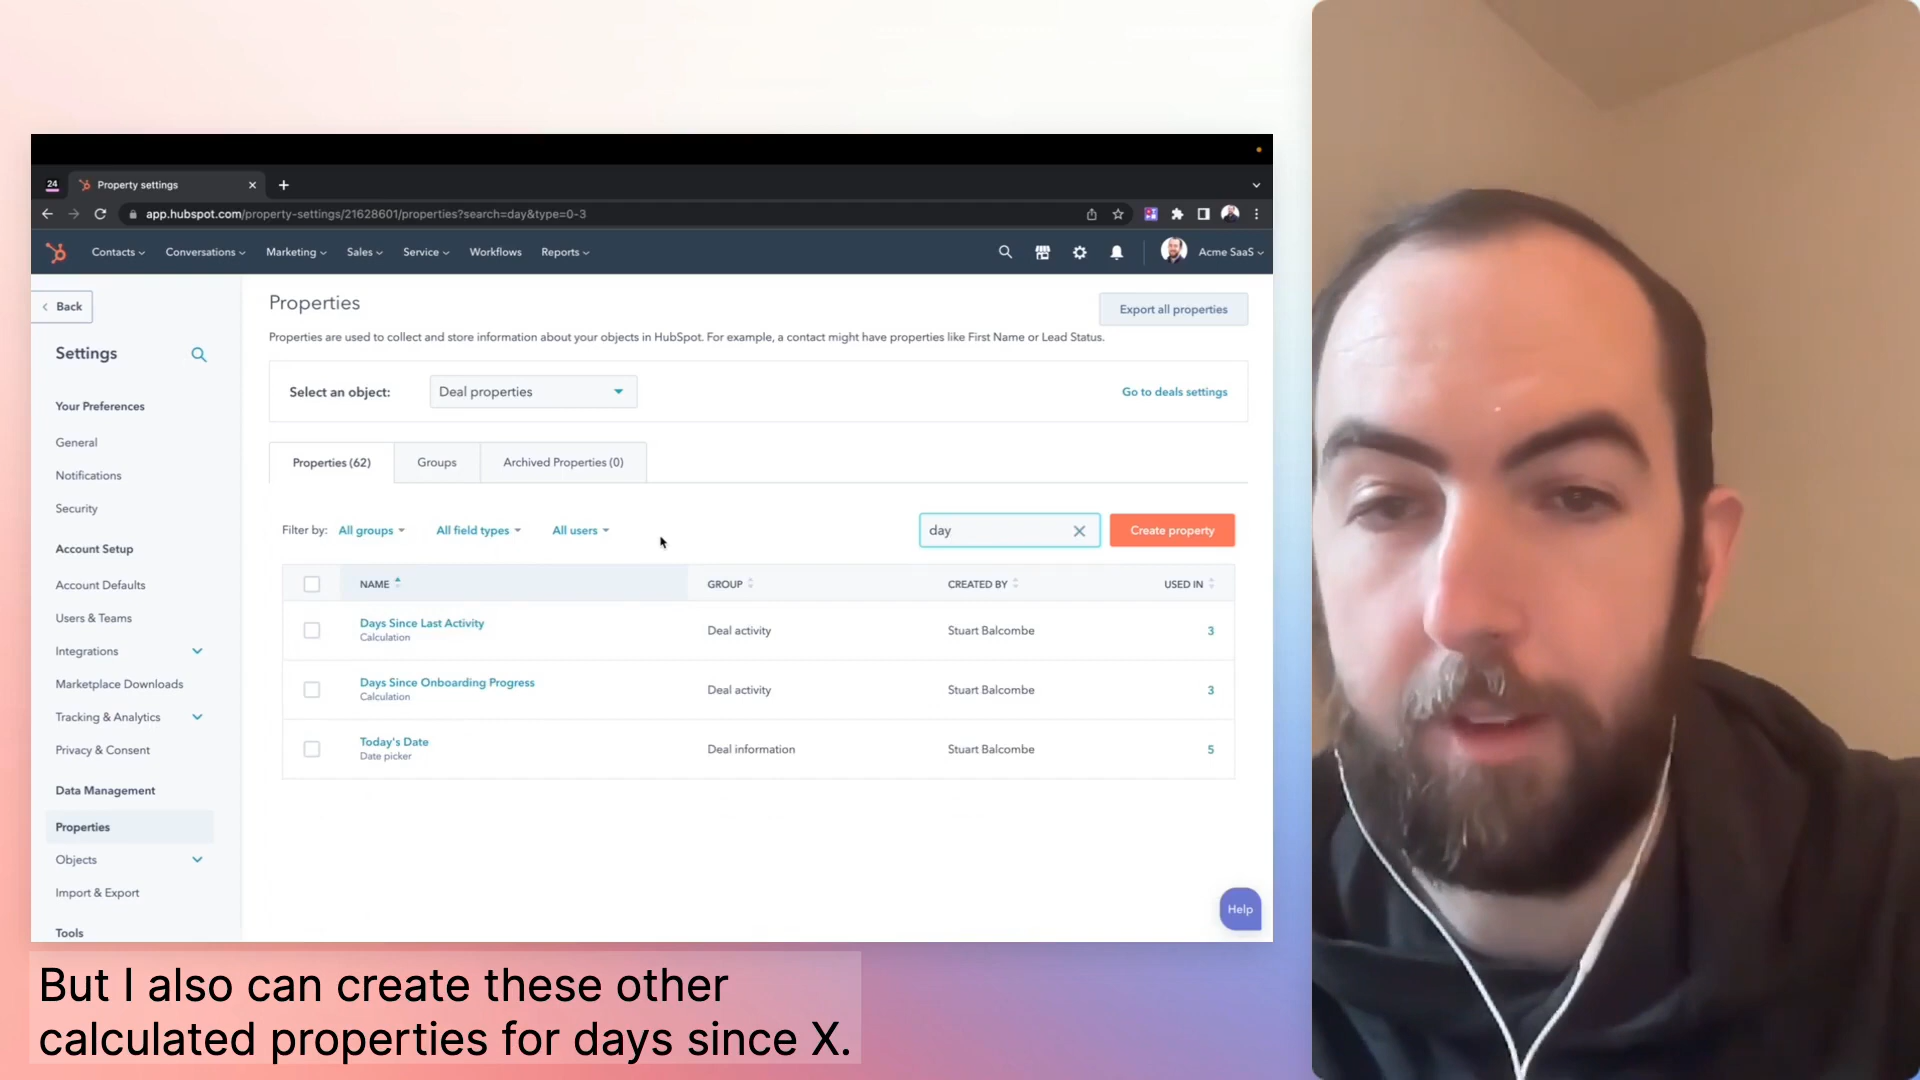 24
Property settings
app.hubspot.com/property-settings/21628601/properties?search=day&type=0-3
Contacts
Conversations
Marketing
Sales
Service
Workflows
Reports
Acme SaaS
Back
Settings
Your Preferences
General
Notifications
Security
Account Setup
Account Defaults
Users & Teams
Integrations
Marketplace Downloads
Tracking & Analytics
Privacy & Consent
Data Management
Properties
Objects
Import & Export
Tools
Properties
Export all properties
Properties are used to collect and store information about your objects in HubSpot. For example, a contact might have properties like First Name or Lead Status.
Select an object:
Deal properties
Go to deals settings
Properties (62)
Groups
Archived Properties (0)
Filter by:
All groups
All field types
All users
day
Create property
NAME
GROUP
CREATED BY
USED IN
Days Since Last Activity
Calculation
Deal activity
Stuart Balcombe
3
Days Since Onboarding Progress
Calculation
Deal activity
Stuart Balcombe
3
Today's Date
Date picker
Deal information
Stuart Balcombe
5
Help
But I also can create these other
calculated properties for days since X.